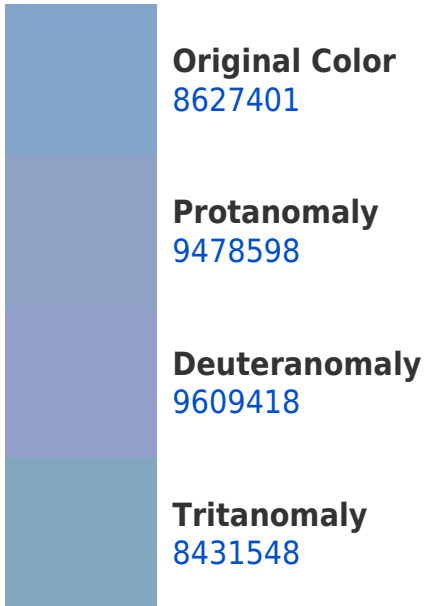 Original Color
8627401
Protanomaly
9478598
Deuteranomaly
9609418
Tritanomaly
8431548